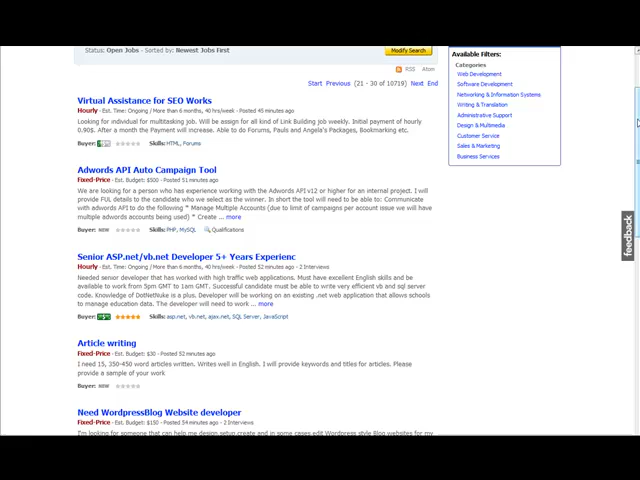 Status: Open Jobs - Sorted by: Newest Jobs First
Modify Search
RSS Atom
Start Previous (21 - 30 of 10719) Next End
Virtual Assistance for SEO Works
Hourly - Est. Time: Ongoing / More than 6 months, 40 hrs/week - Posted 45 minutes ago
Looking for individual for multitasking job. Will be assign for all kind of Link Building job weekly. Initial payment of hourly
0.90$. After a month the Payment will increase. Able to do Forums, Pauls and Angela's Packages, Bookmarking etc.
Buyer: Skills: HTML, Forums
Adwords API Auto Campaign Tool
Fixed-Price - Est. Budget: $500 - Posted 51 minutes ago
We are looking for a person who has experience working with the Adwords API v12 or higher for an internal project. I will
provide FUL details to the candidate who we select as the winner. In short the tool will need to be able to: Communicate
with adwords API to do the following * Manage Multiple Accounts (due to limit of campaigns per account issue we will have
multiple adwords accounts being used) * Create ... more
Buyer: NEW Skills: PHP, MySQL Qualifications
Senior ASP.net/vb.net Developer 5+ Years Experienc
Hourly - Est. Time: Ongoing / More than 6 months, 40 hrs/week - Posted 52 minutes ago - 2 Interviews
Needed senior developer that has worked with high traffic web applications. Must have excellent English skills and be
available to work from 5pm GMT to 1am GMT. Successful candidate must be able to write very efficient vb and sql server
code. Knowledge of DotNetNuke is a plus. Developer will be working on an existing .net web application that allows
schools to manage education data. The developer will need to work ... more
Buyer: Skills: asp.net, vb.net, ajax.net, SQL Server, JavaScript
Article writing
Fixed-Price - Est. Budget: $30 - Posted 52 minutes ago
I need 15, 350-450 word articles written. Writes well in English. I will provide keywords and titles for articles. Please
provide a sample of your work
Buyer: NEW
Need WordpressBlog Website developer
Fixed-Price - Est. Budget: $150 - Posted 54 minutes ago - 2 Interviews
I'm looking for someone that can help me design setup create and in some cases edit Wordpress style Blog websites for my
Available Filters:
Categories
Web Development
Software Development
Networking & Information Systems
Writing & Translation
Administrative Support
Design & Multimedia
Customer Service
Sales & Marketing
Business Services
feedback